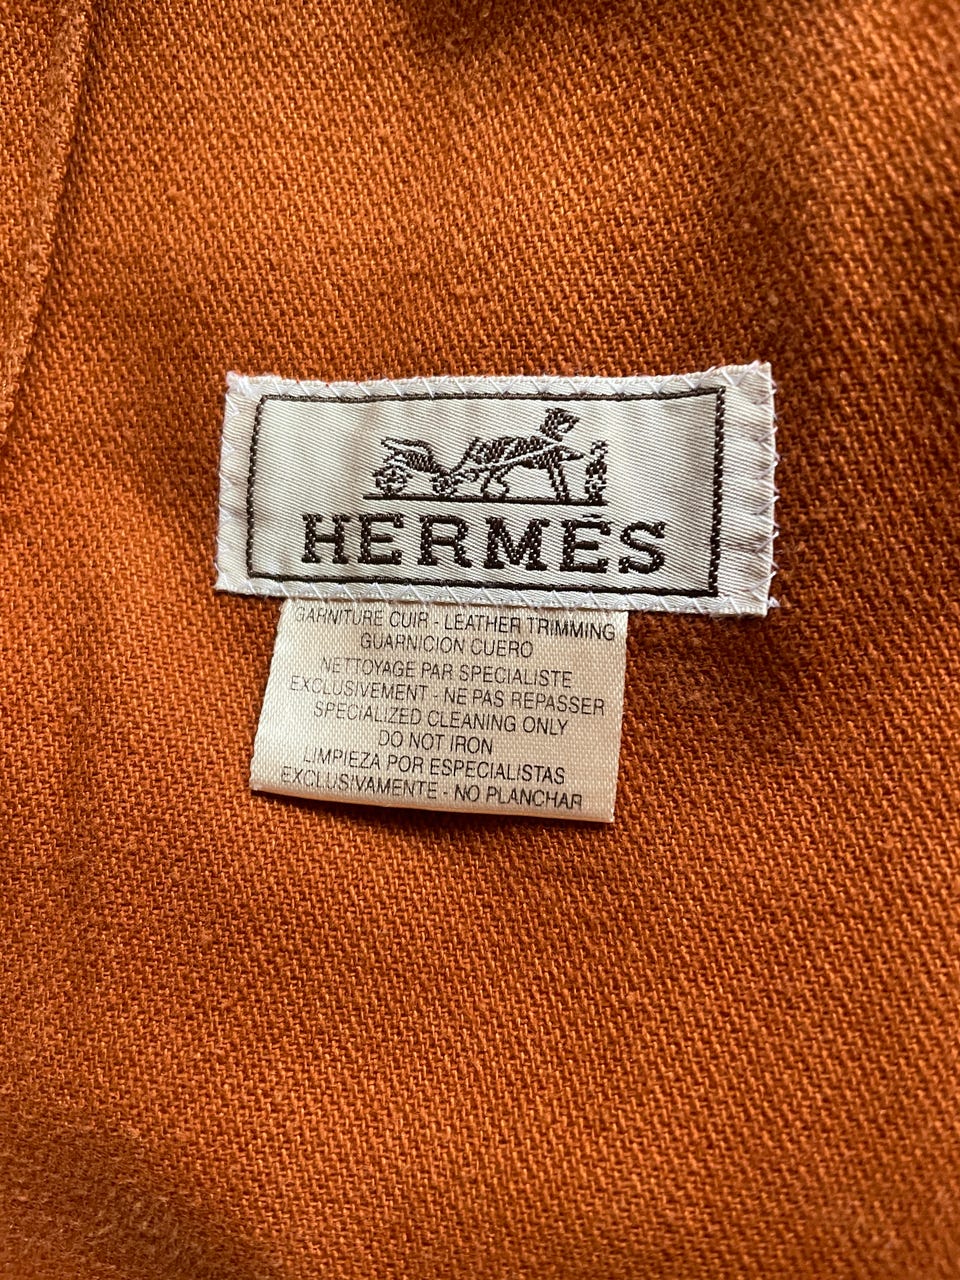 HERMÈS
GARNITURE CUIR - LEATHER TRIMMING
GUARNICION CUERO
NETTOYAGE PAR SPECIALISTE
EXCLUSIVEMENT - NE PAS REPASSER
SPECIALIZED CLEANING ONLY
DO NOT IRON
LIMPIEZA POR ESPECIALISTAS
EXCLUSIVAMENTE - NO PLANCHAR